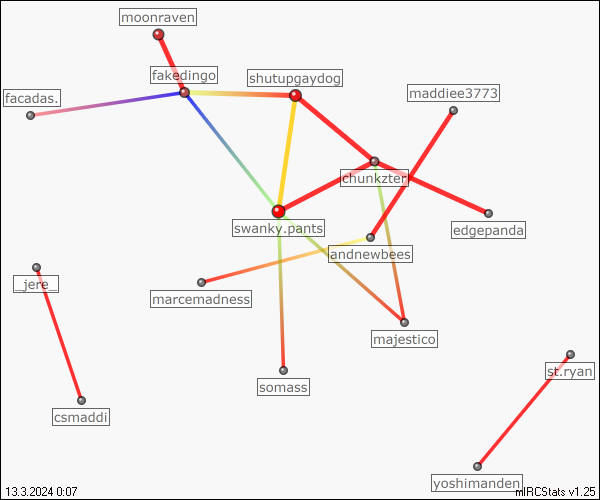 moonraven
fakedingo
shutupgaydog
maddiee3773
facadas.
chunkzter
edgepanda
swanky.pants
andnewbees
_jere_
marcemadness
majestico
st.ryan
somass
csmaddi
yoshimanden
13.3.2024 0:07
mIRCStats v1.25